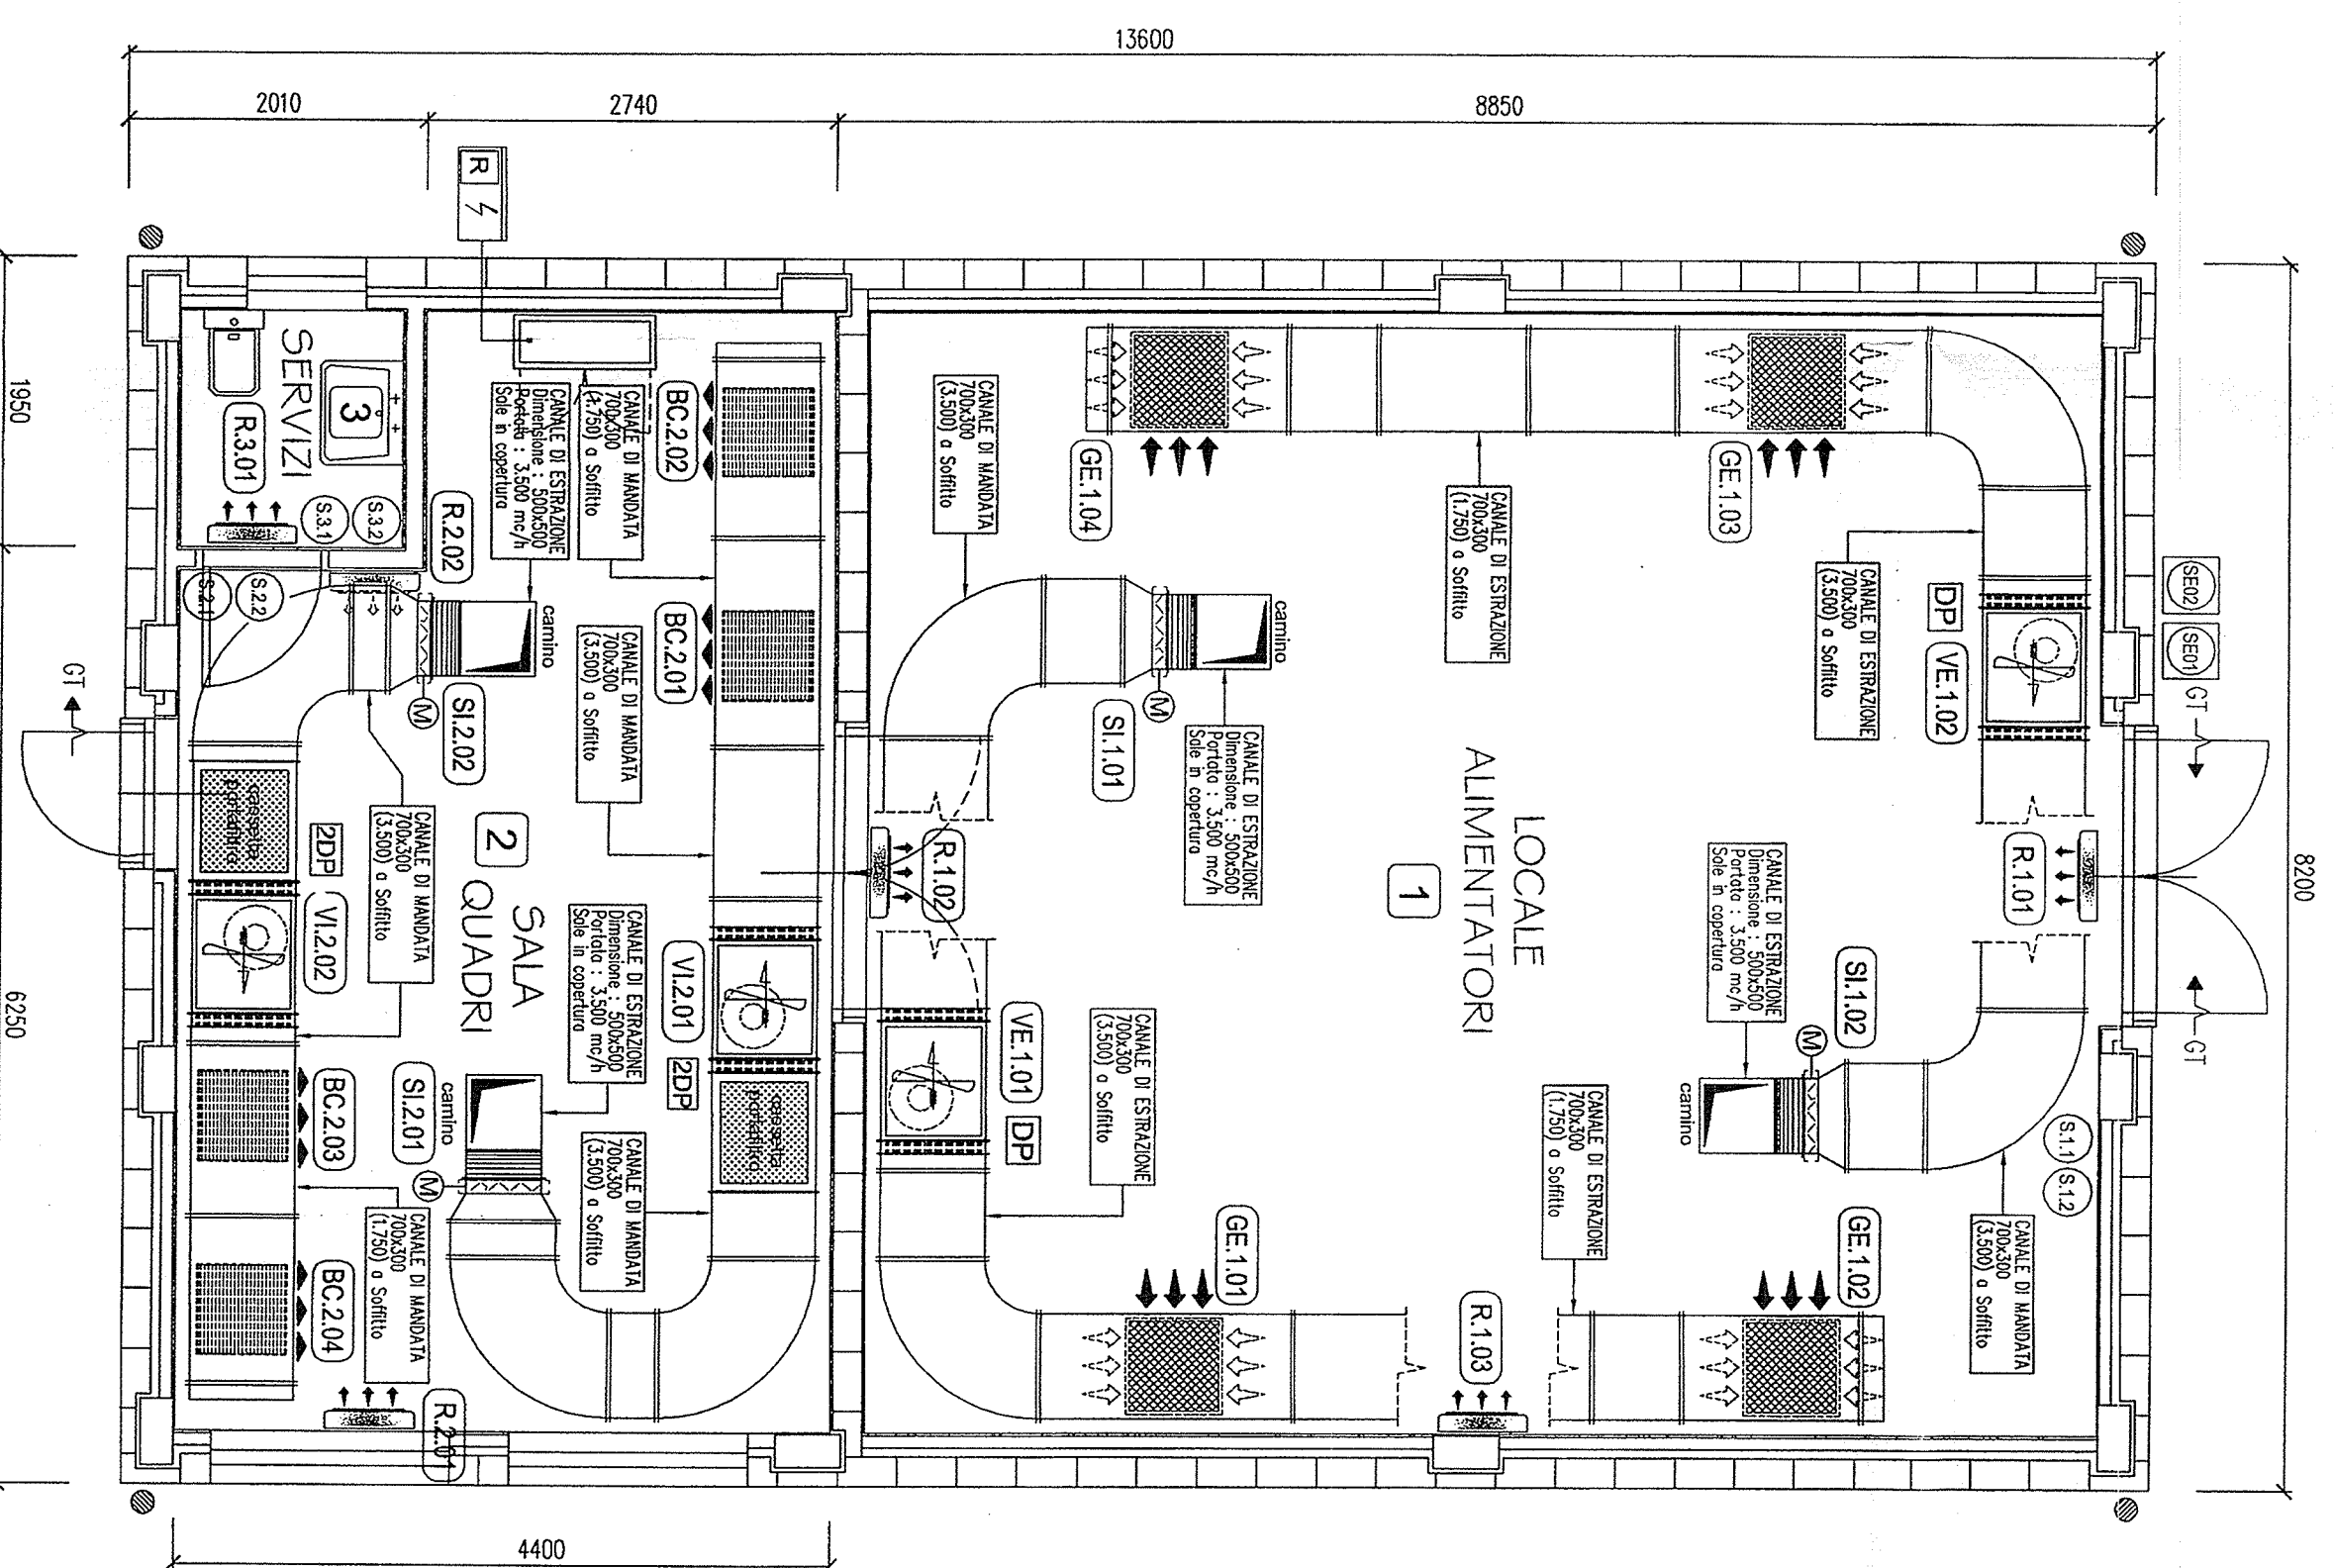 13600
2010
2740
8850
R
SERVIZI
3
R.3.01
S.3.1
S.3.2
1950
6250
8200
4400
CANALE DI ESTRAZIONE
Dimensione : 500x500
Portata : 3.500 mc/h
Sale in copertura
CANALE DI MANDATA
700x300
(1.750) a Soffitto
BC.2.02
R.2.02
S.2.1
S.2.2
camino
M
SI.2.02
BC.2.01
CANALE DI MANDATA
700x300
(3.500) a Soffitto
GT
cassetta
portafiltro
2DP
CANALE DI MANDATA
700x300
(3.500) a Soffitto
VI.2.02
2
SALA
QUADRI
CANALE DI ESTRAZIONE
Dimensione : 500x500
Portata : 3.500 mc/h
Sale in copertura
VI.2.01
2DP
cassetta
portafiltro
camino
M
SI.2.01
BC.2.03
CANALE DI MANDATA
700x300
(3.500) a Soffitto
CANALE DI MANDATA
700x300
(1.750) a Soffitto
BC.2.04
R.2.01
CANALE DI MANDATA
700x300
(3.500) a Soffitto
GE.1.04
CANALE DI ESTRAZIONE
700x300
(1.750) a Soffitto
GE.1.03
CANALE DI ESTRAZIONE
700x300
(3.500) a Soffitto
DP
VE.1.02
SE02
SE01
GT
GT
camino
M
SI.1.01
CANALE DI ESTRAZIONE
Dimensione : 500x500
Portata : 3.500 mc/h
Sale in copertura
LOCALE
ALIMENTATORI
1
R.1.02
R.1.01
CANALE DI ESTRAZIONE
Dimensione : 500x500
Portata : 3.500 mc/h
Sale in copertura
SI.1.02
M
camino
VE.1.01
DP
CANALE DI ESTRAZIONE
700x300
(3.500) a Soffitto
CANALE DI ESTRAZIONE
700x300
(1.750) a Soffitto
S.1.1
S.1.2
CANALE DI MANDATA
700x300
(3.500) a Soffitto
GE.1.01
R.1.03
GE.1.02